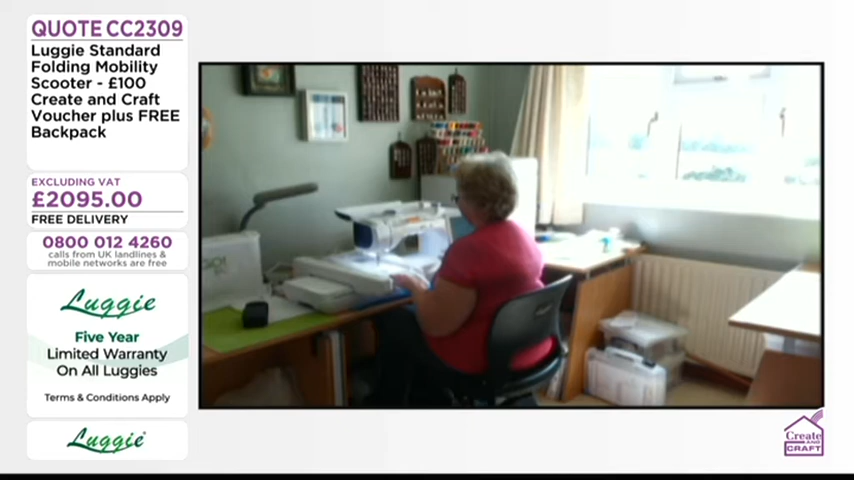 QUOTE CC2309
Luggie Standard
Folding Mobility
Scooter - £100
Create and Craft
Voucher plus FREE
Backpack
EXCLUDING VAT
£2095.00
FREE DELIVERY
0800 012 4260
calls from UK landlines &
mobile networks are free
Luggie
Five Year
Limited Warranty
On All Luggies
Terms & Conditions Apply
Luggie
Create
AND
CRAFT